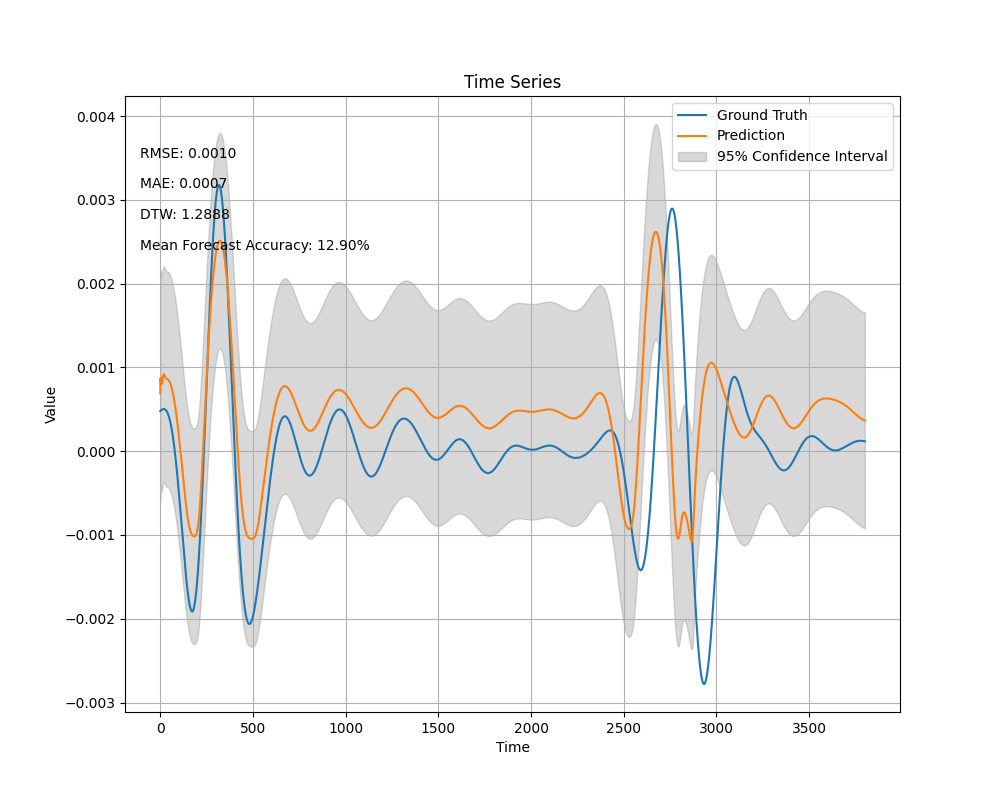 Time Series
Ground Truth
Prediction
95% Confidence Interval
RMSE: 0.0010
MAE: 0.0007
DTW: 1.2888
Mean Forecast Accuracy: 12.90%
Value
0.004
0.003
0.002
0.001
0.000
−0.001
−0.002
−0.003
0 500 1000 1500 2000 2500 3000 3500
Time